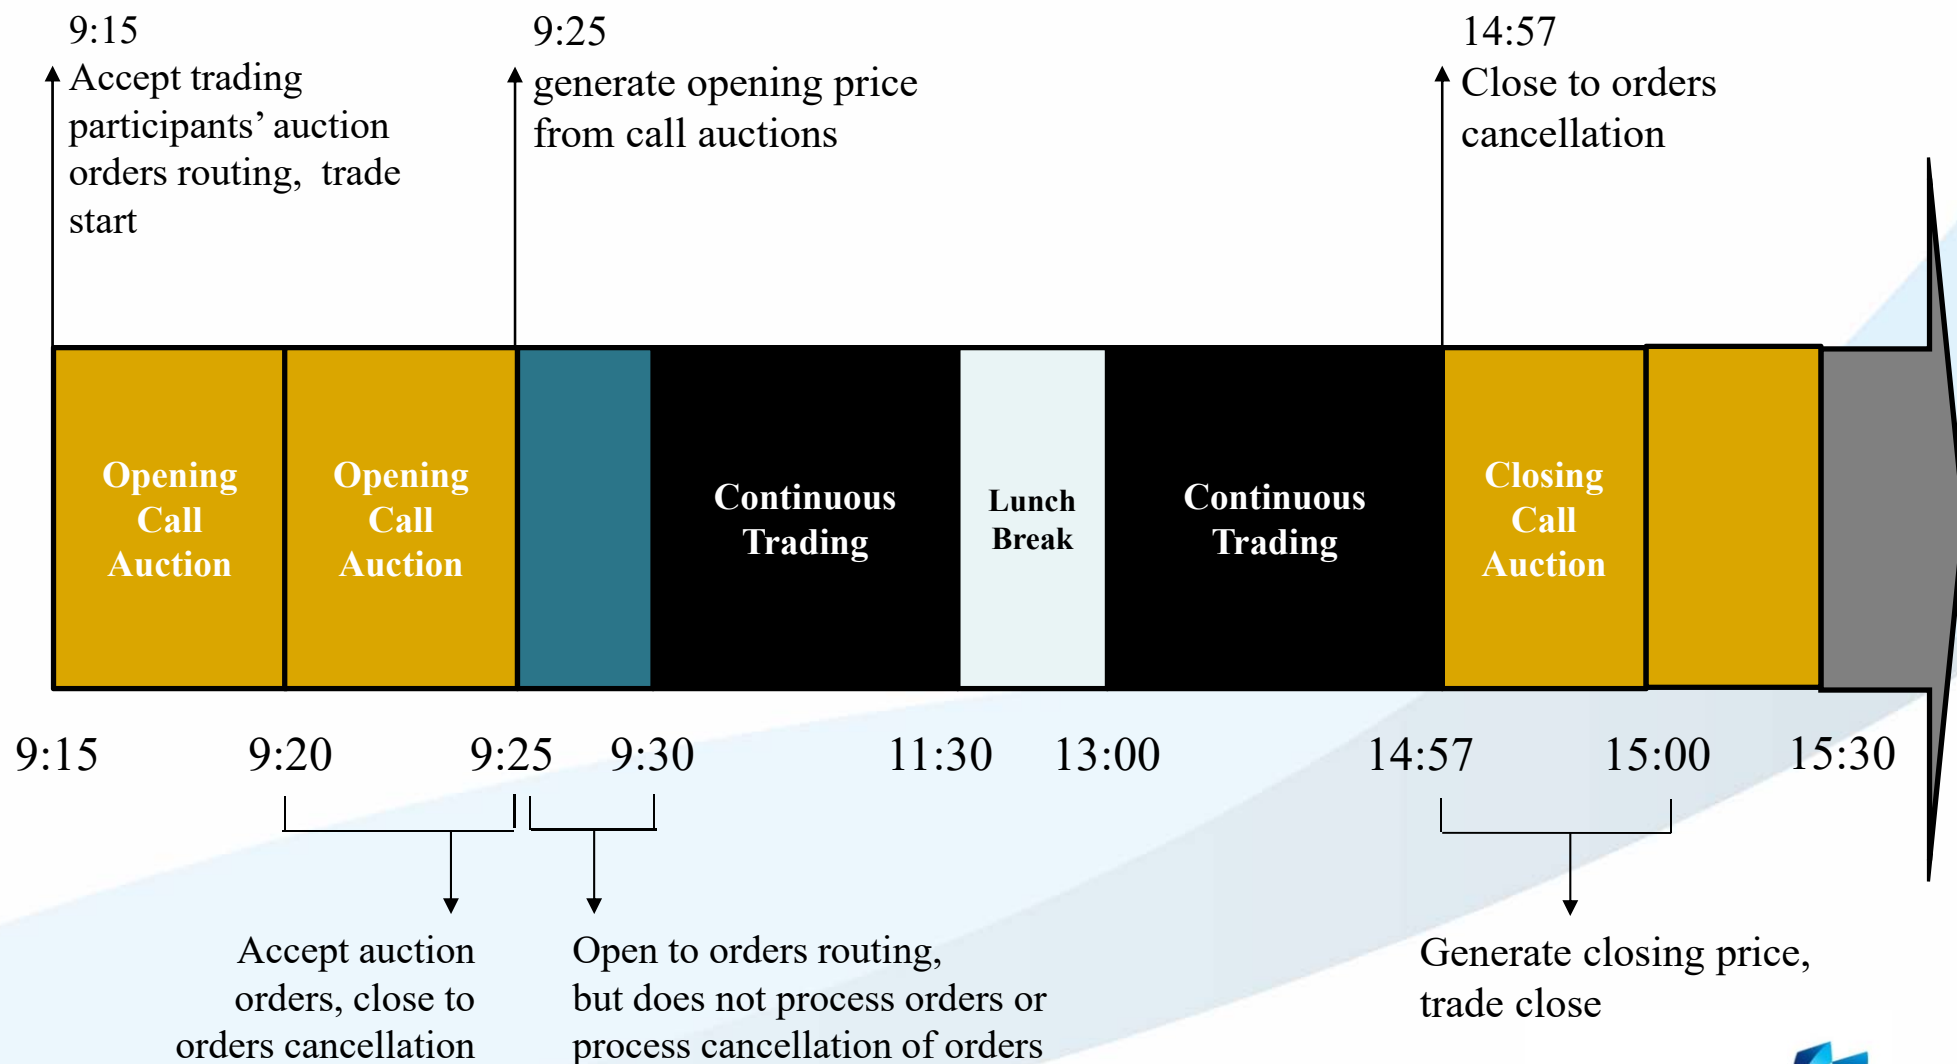 9:15
Accept trading
participants’ auction
orders routing, trade
start
9:25
generate opening price
from call auctions
14:57
Close to orders
cancellation
Opening
Call
Auction
Opening
Call
Auction
Continuous
Trading
Lunch
Break
Continuous
Trading
Closing
Call
Auction
9:15
9:20
9:25
9:30
11:30
13:00
14:57
15:00
15:30
Accept auction
orders, close to
orders cancellation
Open to orders routing,
but does not process orders or
process cancellation of orders
Generate closing price,
trade close